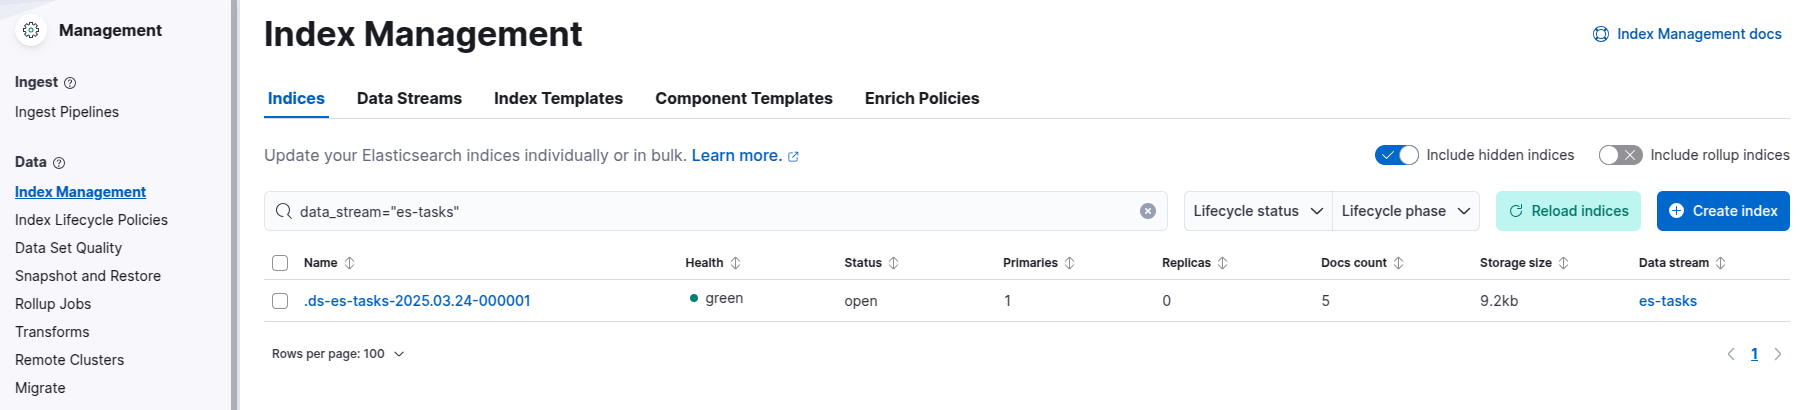 Management
Ingest
Ingest Pipelines
Data
Index Management
Index Lifecycle Policies
Data Set Quality
Snapshot and Restore
Rollup Jobs
Transforms
Remote Clusters
Migrate
Index Management
Index Management docs
Indices Data Streams Index Templates Component Templates Enrich Policies
Update your Elasticsearch indices individually or in bulk. Learn more.
Include hidden indices Include rollup indices
data_stream="es-tasks"
Lifecycle status Lifecycle phase Reload indices Create index
Name Health Status Primaries Replicas Docs count Storage size Data stream
.ds-es-tasks-2025.03.24-000001 green open 1 0 5 9.2kb es-tasks
Rows per page: 100
1